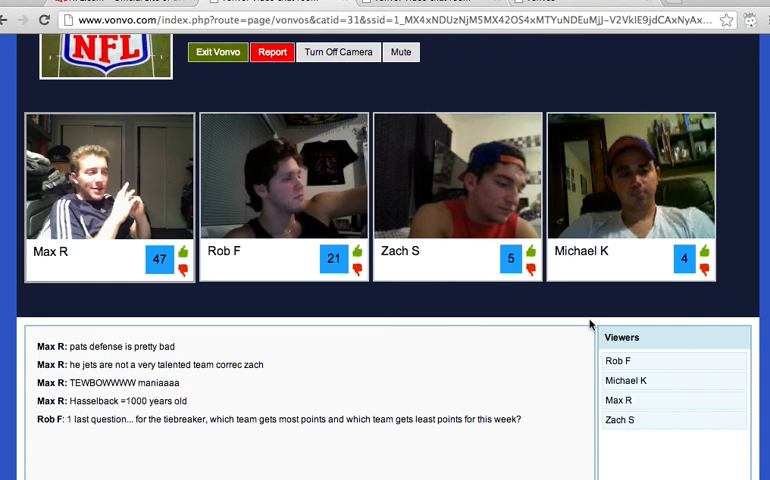 www.vonvo.com/index.php?route=page/vonvos&catid=31&ssid=
NFL
Exit Vonvo Report Turn Off Camera Mute
Max R 47
Rob F 21
Zach S 5
Michael K 4
Max R: pats defense is pretty bad
Max R: he jets are not a very talented team correc zach
Max R: TEWBOWWWW maniaaaa
Max R: Hasselback =1000 years old
Rob F: 1 last question... for the tiebreaker, which team gets most points and which team gets least points for this week?
Viewers
Rob F
Michael K
Max R
Zach S